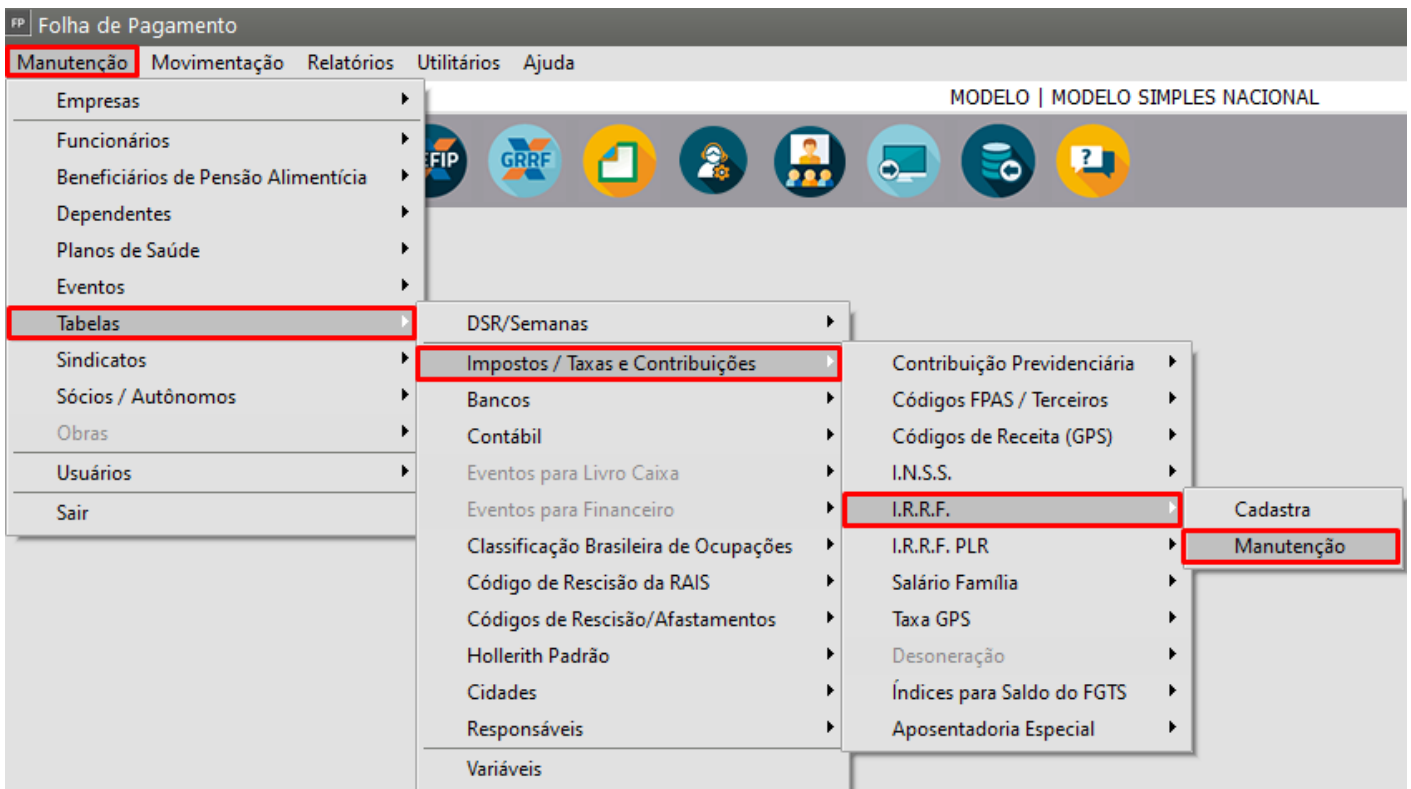 FP Folha de Pagamento
Manutenção Movimentação Relatórios Utilitários Ajuda
MODELO | MODELO SIMPLES NACIONAL
Empresas
Funcionários
Beneficiários de Pensão Alimentícia
Dependentes
Planos de Saúde
Eventos
Tabelas
Sindicatos
Sócios / Autônomos
Obras
Usuários
Sair
EFIP
GRRF
?
DSR/Semanas
Impostos / Taxas e Contribuições
Bancos
Contábil
Eventos para Livro Caixa
Eventos para Financeiro
Classificação Brasileira de Ocupações
Código de Rescisão da RAIS
Códigos de Rescisão/Afastamentos
Hollerith Padrão
Cidades
Responsáveis
Variáveis
Contribuição Previdenciária
Códigos FPAS / Terceiros
Códigos de Receita (GPS)
I.N.S.S.
I.R.R.F.
I.R.R.F. PLR
Salário Família
Taxa GPS
Desoneração
Índices para Saldo do FGTS
Aposentadoria Especial
Cadastra
Manutenção